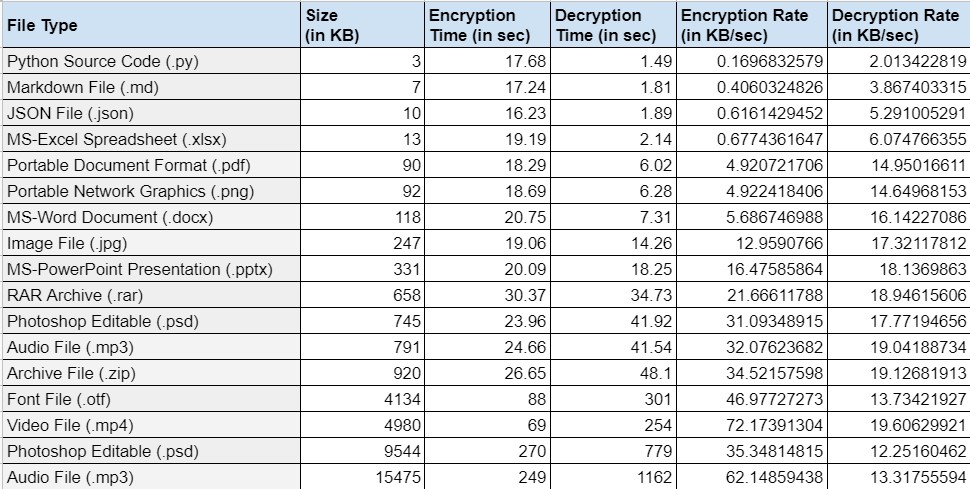 File Type Size (in KB) Encryption Time (in sec) Decryption Time (in sec) Encryption Rate (in KB/sec) Decryption Rate (in KB/sec)
Python Source Code (.py) 3 17.68 1.49 0.1696832579 2.013422819
Markdown File (.md) 7 17.24 1.81 0.4060324826 3.867403315
JSON File (.json) 10 16.23 1.89 0.6161429452 5.291005291
MS-Excel Spreadsheet (.xlsx) 13 19.19 2.14 0.6774361647 6.074766355
Portable Document Format (.pdf) 90 18.29 6.02 4.920721706 14.95016611
Portable Network Graphics (.png) 92 18.69 6.28 4.922418406 14.64968153
MS-Word Document (.docx) 118 20.75 7.31 5.686746988 16.14227086
Image File (.jpg) 247 19.06 14.26 12.9590766 17.32117812
MS-PowerPoint Presentation (.pptx) 331 20.09 18.25 16.47585864 18.1369863
RAR Archive (.rar) 658 30.37 34.73 21.66611788 18.94615606
Photoshop Editable (.psd) 745 23.96 41.92 31.09348915 17.77194656
Audio File (.mp3) 791 24.66 41.54 32.07623682 19.04188734
Archive File (.zip) 920 26.65 48.1 34.52157598 19.12681913
Font File (.otf) 4134 88 301 46.97727273 13.73421927
Video File (.mp4) 4980 69 254 72.17391304 19.60629921
Photoshop Editable (.psd) 9544 270 779 35.34814815 12.25160462
Audio File (.mp3) 15475 249 1162 62.14859438 13.31755594